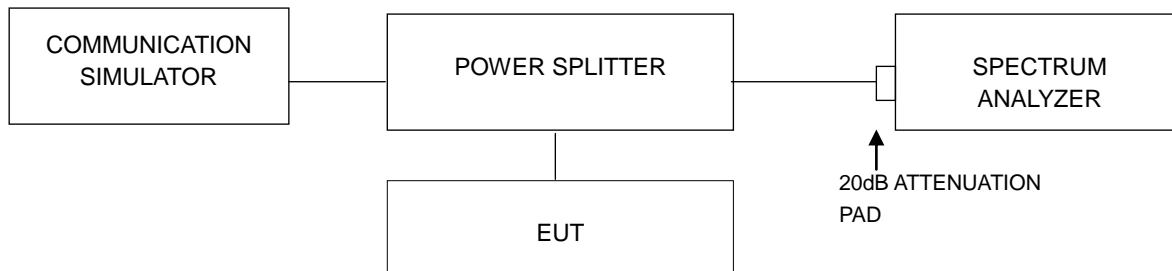 COMMUNICATION
SIMULATOR
POWER SPLITTER
SPECTRUM
ANALYZER
20dB ATTENUATION
PAD
EUT